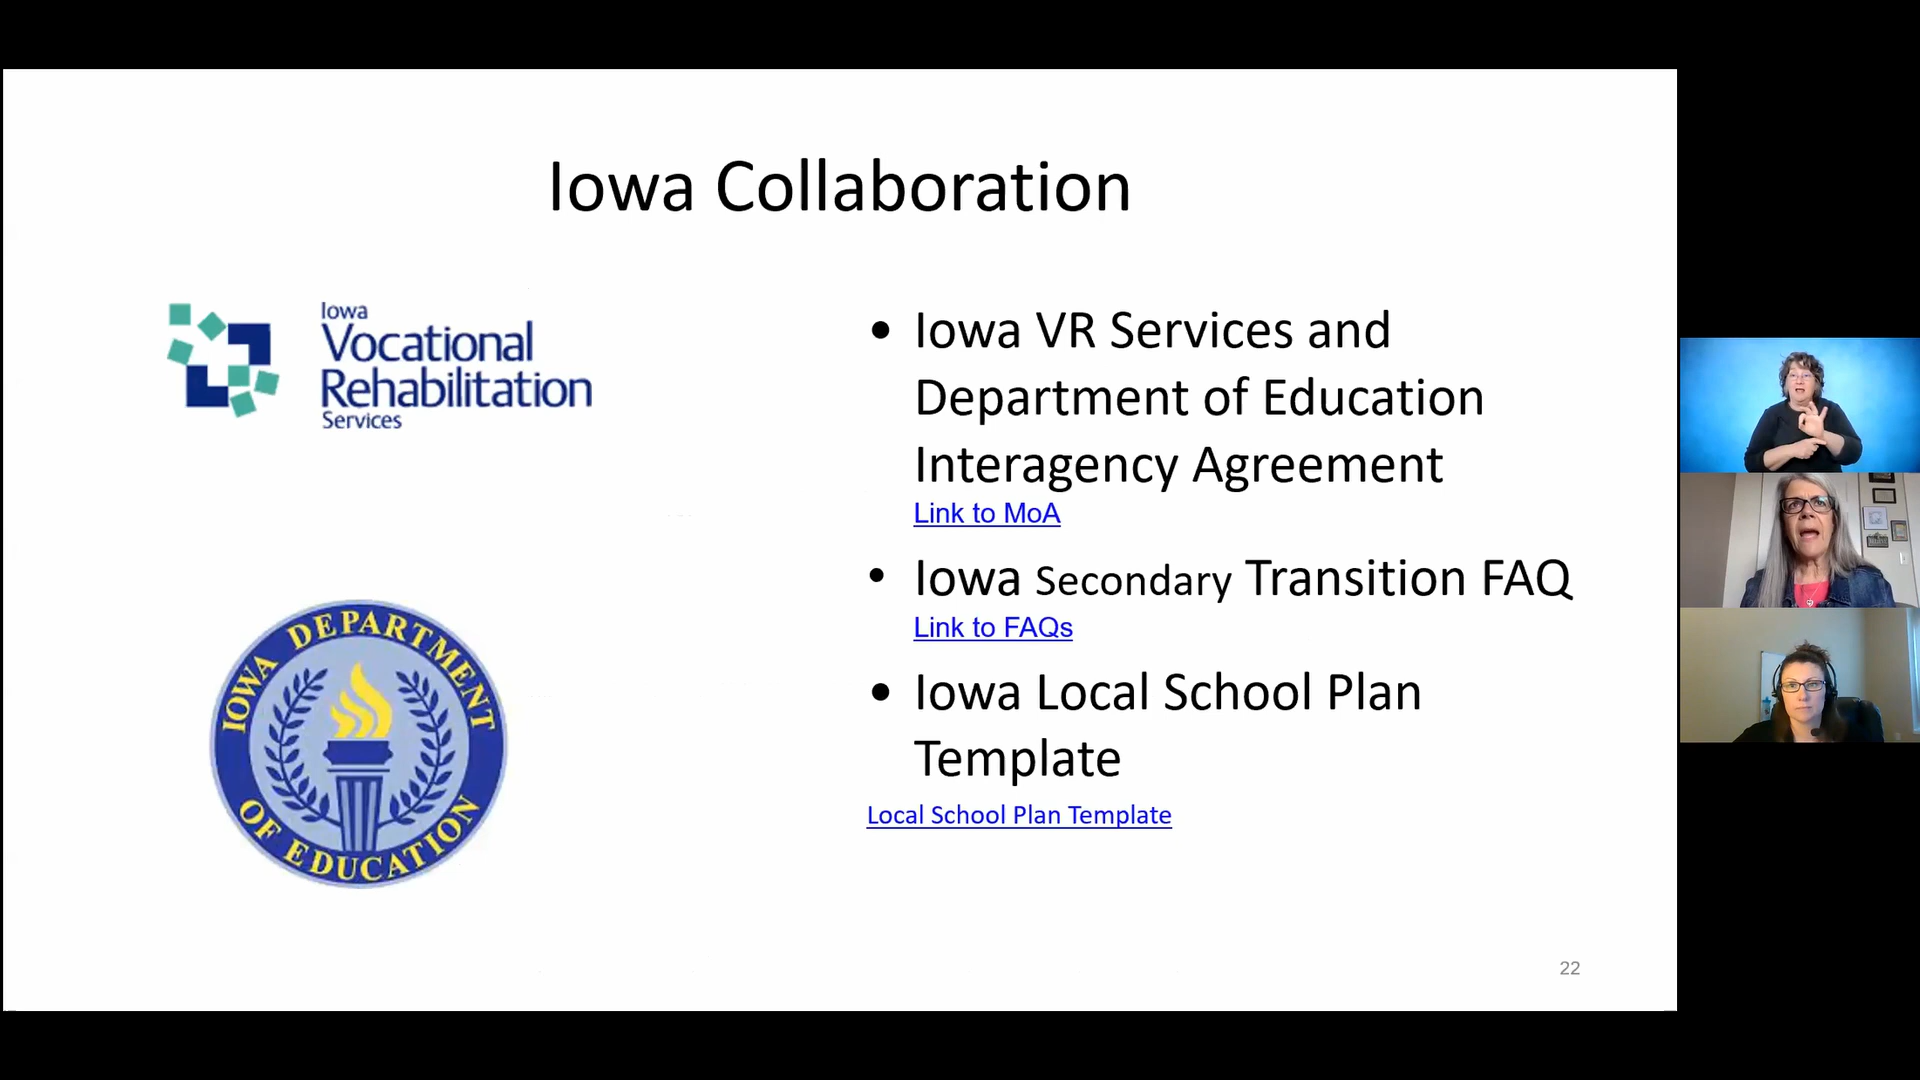 Iowa Collaboration
Iowa
Vocational
Rehabilitation
Services
IOWA DEPARTMENT
OF EDUCATION
• Iowa VR Services and
Department of Education
Interagency Agreement
Link to MoA
• Iowa Secondary Transition FAQ
Link to FAQs
• Iowa Local School Plan
Template
Local School Plan Template
22